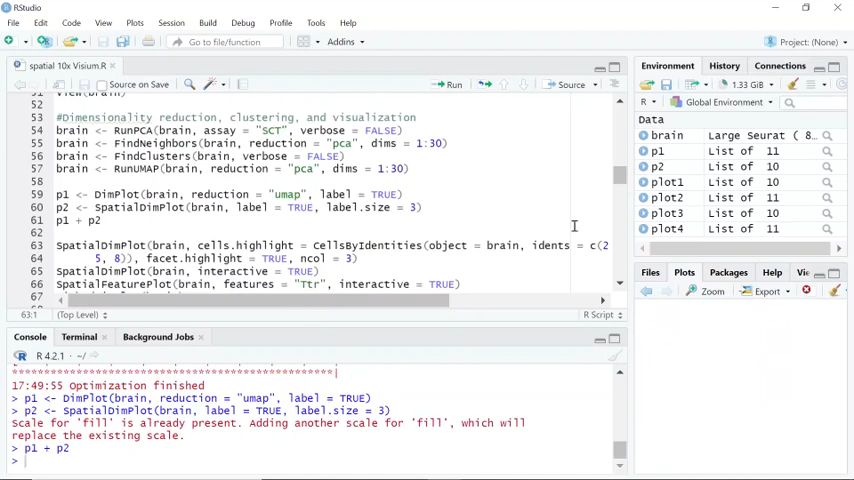 RStudio
File Edit Code View Plots Session Build Debug Profile Tools Help
Go to file/function Addins Project: (None)
spatial 10x Visium.R
Source on Save Run Source
52
53 #Dimensionality reduction, clustering, and visualization
54 brain <- RunPCA(brain, assay = "SCT", verbose = FALSE)
55 brain <- FindNeighbors(brain, reduction = "pca", dims = 1:30)
56 brain <- FindClusters(brain, verbose = FALSE)
57 brain <- RunUMAP(brain, reduction = "pca", dims = 1:30)
58
59 p1 <- DimPlot(brain, reduction = "umap", label = TRUE)
60 p2 <- SpatialDimPlot(brain, label = TRUE, label.size = 3)
61 p1 + p2
62
63 SpatialDimPlot(brain, cells.highlight = CellsByIdentities(object = brain, idents = c(2
64 5, 8)), facet.highlight = TRUE, ncol = 3)
65 SpatialDimPlot(brain, interactive = TRUE)
66 SpatialFeaturePlot(brain, features = "Ttr", interactive = TRUE)
67
63:1 (Top Level) R Script
Console Terminal Background Jobs
R 4.2.1 · ~/
**************************************************|
17:49:55 Optimization finished
> p1 <- DimPlot(brain, reduction = "umap", label = TRUE)
> p2 <- SpatialDimPlot(brain, label = TRUE, label.size = 3)
Scale for 'fill' is already present. Adding another scale for 'fill', which will
replace the existing scale.
> p1 + p2
>
Environment History Connections
1.33 GiB
R Global Environment
Data
brain Large Seurat ( 8…
p1 List of 11
p2 List of 10
plot1 List of 10
plot2 List of 11
plot3 List of 10
plot4 List of 11
Files Plots Packages Help Vi
Zoom Export